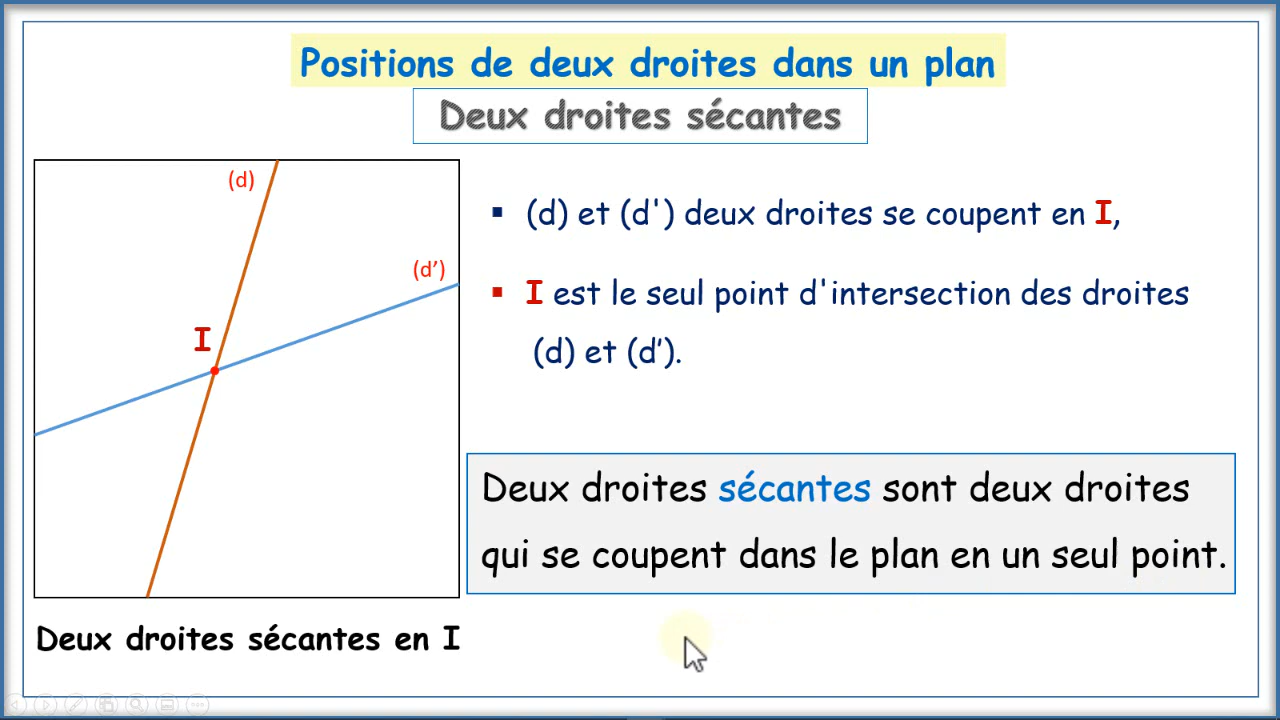 Positions de deux droites dans un plan
Deux droites sécantes
(d)
(d’)
I
▪ (d) et (d') deux droites se coupent en I,
▪ I est le seul point d'intersection des droites
(d) et (d’).
Deux droites sécantes sont deux droites
qui se coupent dans le plan en un seul point.
Deux droites sécantes en I